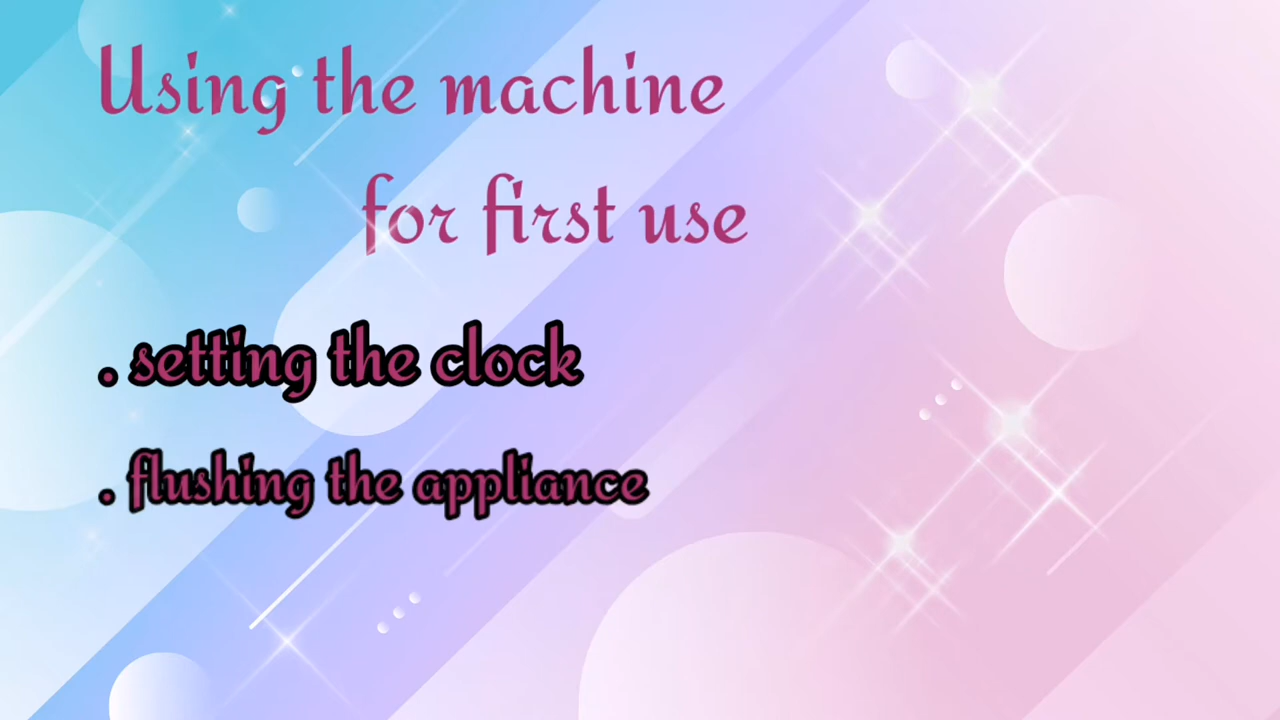 Using the machine
for first use
. setting the clock
. flushing the appliance